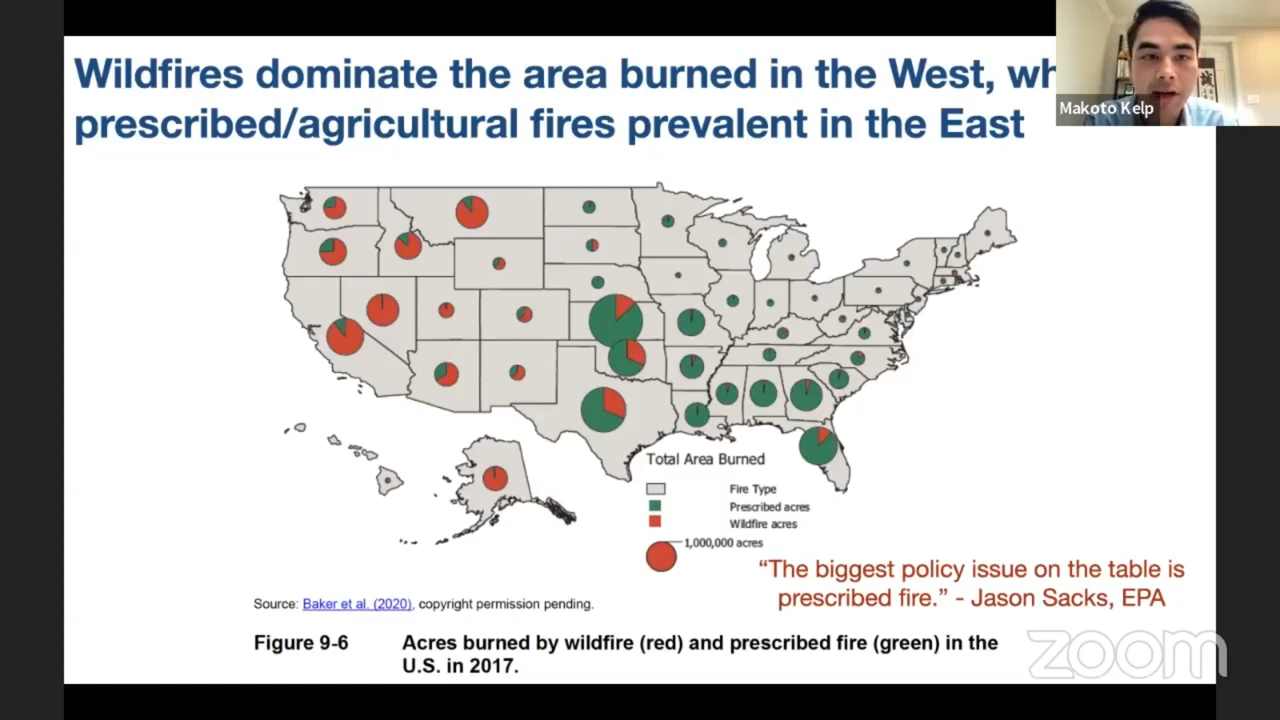 Wildfires dominate the area burned in the West, wh
prescribed/agricultural fires prevalent in the East
Makoto Kelp
Total Area Burned
Fire Type
Prescribed acres
Wildfire acres
1,000,000 acres
“The biggest policy issue on the table is
prescribed fire.” - Jason Sacks, EPA
Source: Baker et al. (2020), copyright permission pending.
Figure 9-6 Acres burned by wildfire (red) and prescribed fire (green) in the
U.S. in 2017.
zoom